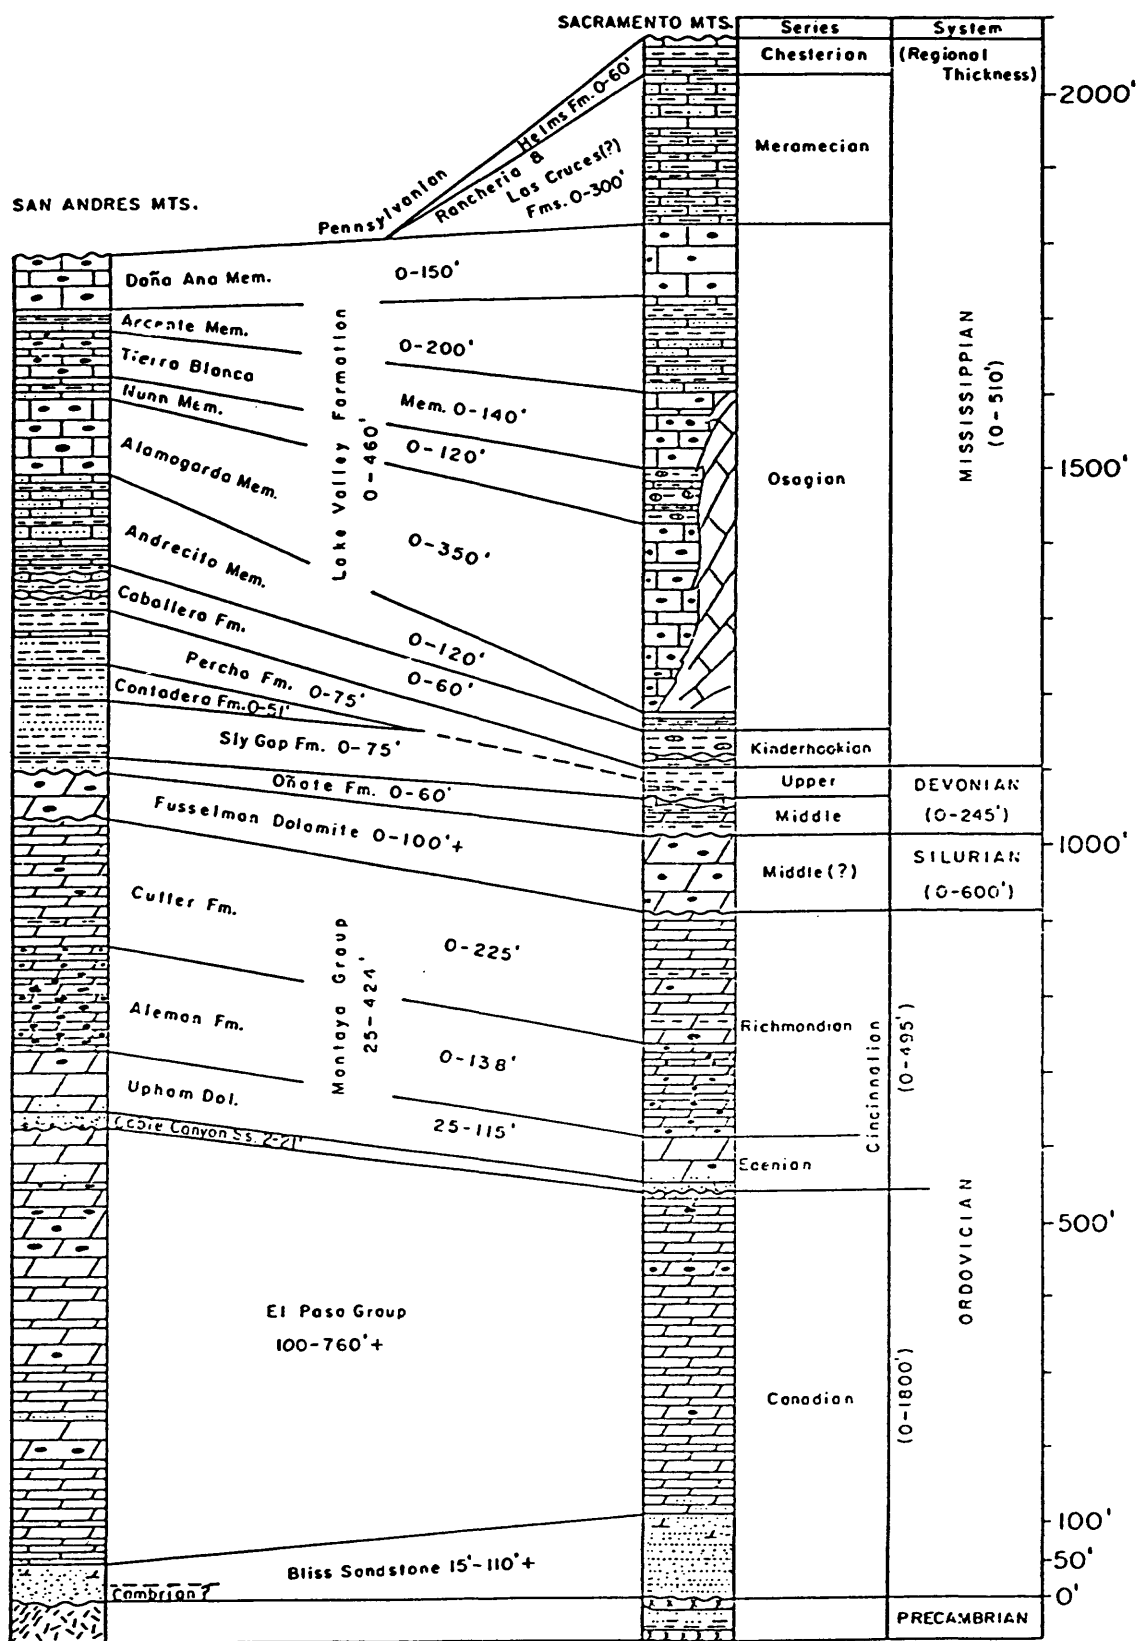 SACRAMENTO MTS.
Series
System
Chesterian
(Regional
Thickness)
2000'
Helms Fm. 0-60'
Rancheria &
Las Cruces(?)
Fms. 0-300'
Meramecian
Pennsylvanian
SAN ANDRES MTS.
Doña Ana Mem.
0-150'
Arcente Mem.
0-200'
Tierra Blanca
Mem. 0-140'
Nunn Mem.
0-120'
Alamogordo Mem.
0-350'
Andrecito Mem.
0-120'
Lake Valley Formation
0-460'
Osagian
MISSISSIPPIAN
(0-510')
1500'
Caballero Fm.
0-60'
Kinderhookian
Percha Fm. 0-75'
Contadero Fm. 0-51'
Sly Gap Fm. 0-75'
Upper
DEVONIAN
(0-245')
Oñate Fm. 0-60'
Middle
1000'
Fusselman Dolomite 0-100'+
Middle(?)
SILURIAN
(0-600')
Cutter Fm.
0-225'
Montoya Group
25-424'
Aleman Fm.
0-138'
Richmondian
Cincinnatian
(0-495')
Upham Dol.
25-115'
Cable Canyon Ss. 2-21'
Edenian
500'
ORDOVICIAN
El Paso Group
100-760'+
Canadian
(0-1800')
100'
50'
0'
Bliss Sandstone 15'-110'+
Cambrian?
PRECAMBRIAN